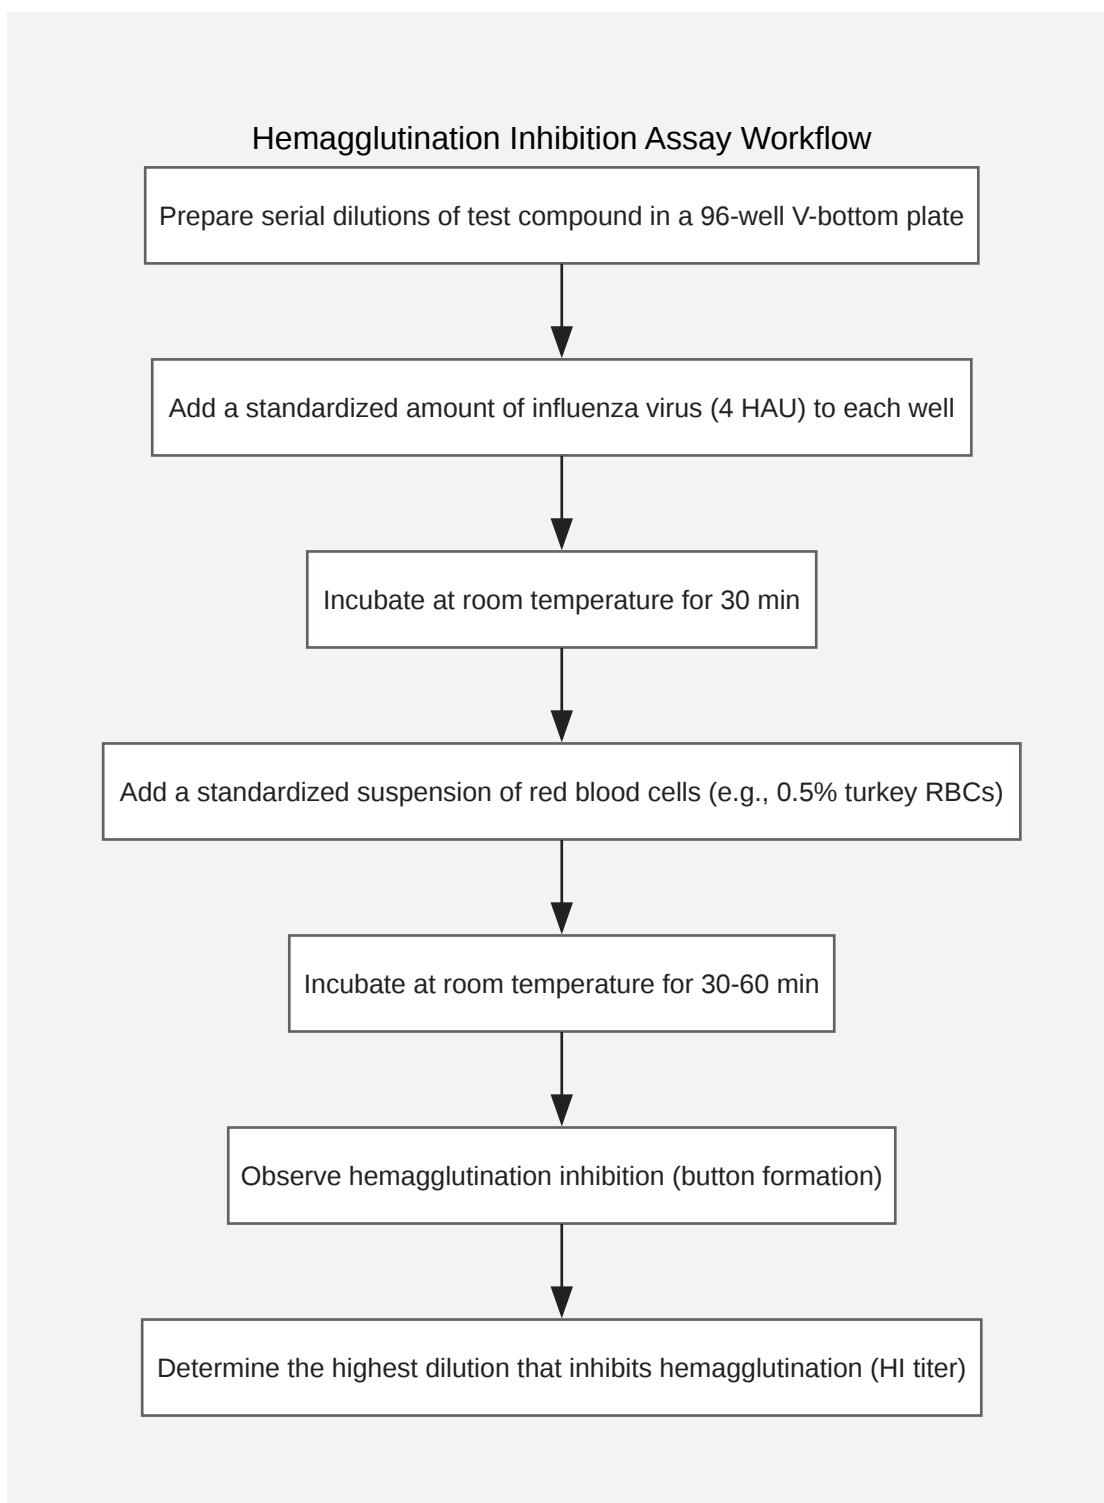 Hemagglutination Inhibition Assay Workflow
Prepare serial dilutions of test compound in a 96-well V-bottom plate
Add a standardized amount of influenza virus (4 HAU) to each well
Incubate at room temperature for 30 min
Add a standardized suspension of red blood cells (e.g., 0.5% turkey RBCs)
Incubate at room temperature for 30-60 min
Observe hemagglutination inhibition (button formation)
Determine the highest dilution that inhibits hemagglutination (HI titer)